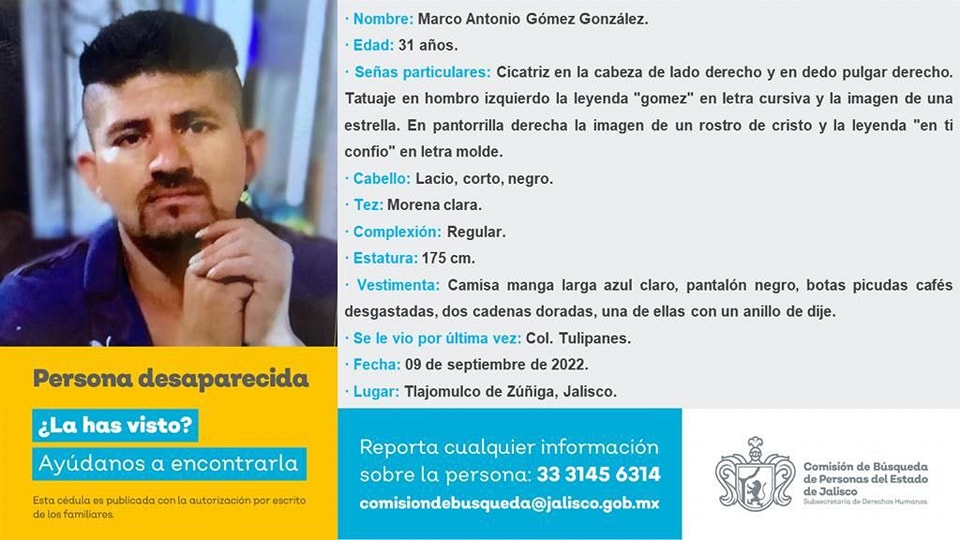 · Nombre: Marco Antonio Gómez González.
· Edad: 31 años.
· Señas particulares: Cicatriz en la cabeza de lado derecho y en dedo pulgar derecho.
Tatuaje en hombro izquierdo la leyenda "gomez" en letra cursiva y la imagen de una
estrella. En pantorrilla derecha la imagen de un rostro de cristo y la leyenda "en ti
confio" en letra molde.
· Cabello: Lacio, corto, negro.
· Tez: Morena clara.
· Complexión: Regular.
· Estatura: 175 cm.
· Vestimenta: Camisa manga larga azul claro, pantalón negro, botas picudas cafés
desgastadas, dos cadenas doradas, una de ellas con un anillo de dije.
· Se le vio por última vez: Col. Tulipanes.
· Fecha: 09 de septiembre de 2022.
· Lugar: Tlajomulco de Zúñiga, Jalisco.
Persona desaparecida
¿La has visto?
Ayúdanos a encontrarla
Esta cédula es publicada con la autorización por escrito
de los familiares.
Reporta cualquier información
sobre la persona: 33 3145 6314
comisiondebusqueda@jalisco.gob.mx
Comisión de Búsqueda
de Personas del Estado
de Jalisco
Subsecretaría de Derechos Humanos